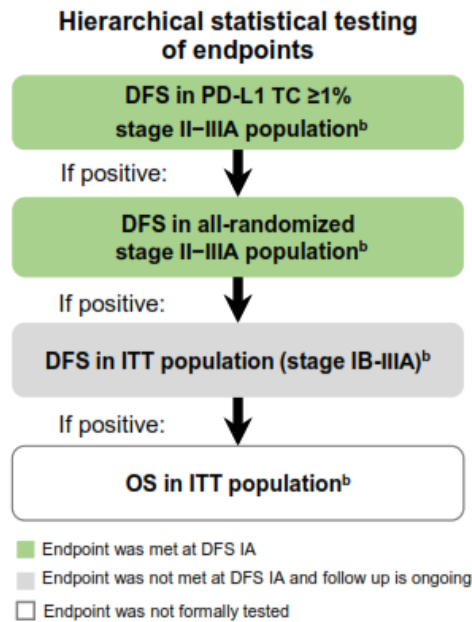 Hierarchical statistical testing
of endpoints
DFS in PD-L1 TC ≥1%
stage II–IIIA populationᵇ
If positive:
DFS in all-randomized
stage II–IIIA populationᵇ
If positive:
DFS in ITT population (stage IB-IIIA)ᵇ
If positive:
OS in ITT populationᵇ
Endpoint was met at DFS IA
Endpoint was not met at DFS IA and follow up is ongoing
Endpoint was not formally tested